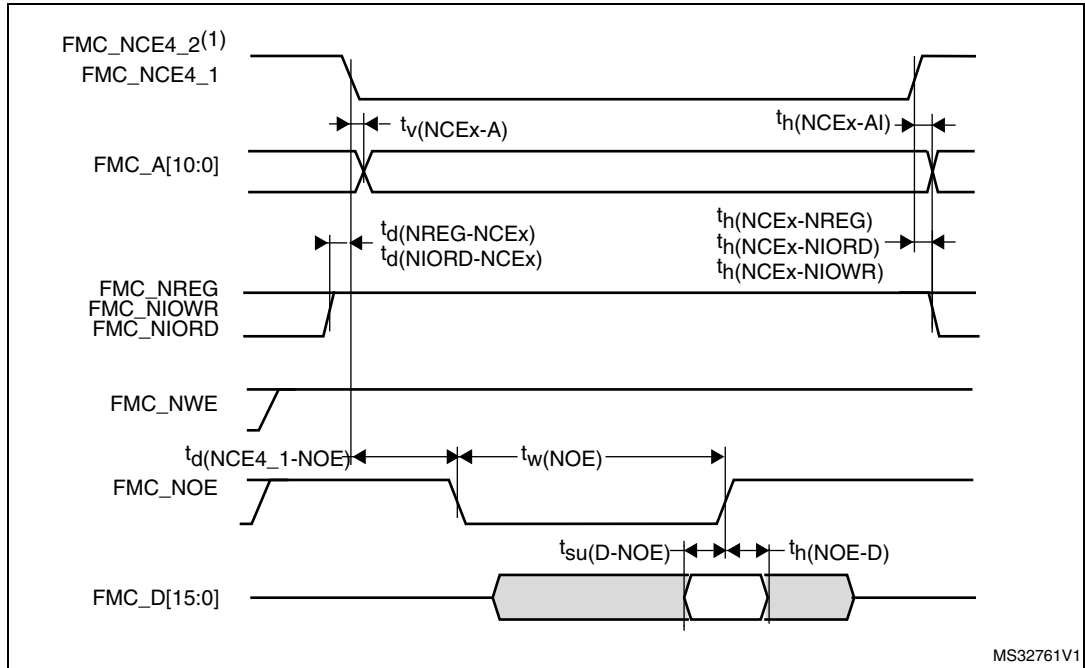 FMC_NCE4_2(1)
FMC_NCE4_1
tv(NCEx-A)
th(NCEx-AI)
FMC_A[10:0]
td(NREG-NCEx)
td(NIORD-NCEx)
th(NCEx-NREG)
th(NCEx-NIORD)
th(NCEx-NIOWR)
FMC_NREG
FMC_NIOWR
FMC_NIORD
FMC_NWE
td(NCE4_1-NOE)
tw(NOE)
FMC_NOE
tsu(D-NOE)
th(NOE-D)
FMC_D[15:0]
MS32761V1